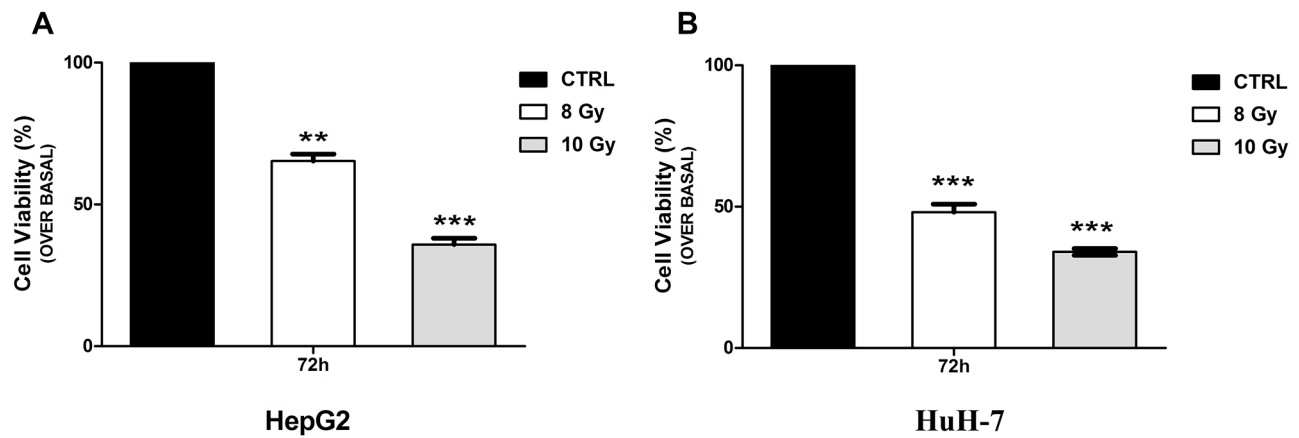 A
Cell Viability (%)
(OVER BASAL)
100
50
0
**
***
72h
CTRL
8 Gy
10 Gy
HepG2
B
Cell Viability (%)
(OVER BASAL)
100
50
0
***
***
72h
CTRL
8 Gy
10 Gy
HuH-7